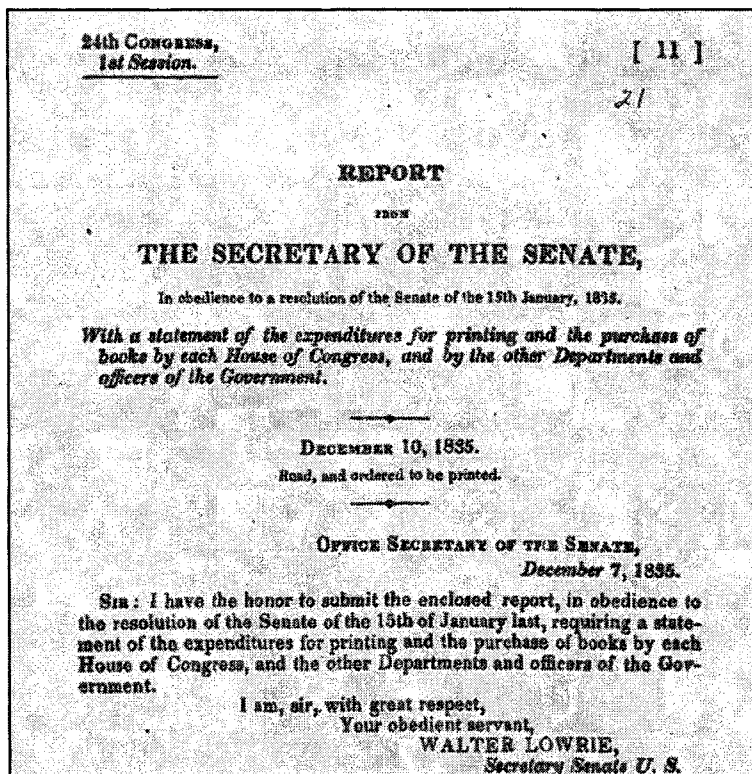 24th CONGRESS,
1st Session.
[ 11 ]
21
REPORT
FROM
THE SECRETARY OF THE SENATE,
In obedience to a resolution of the Senate of the 15th January, 1835.
With a statement of the expenditures for printing and the purchase of
books by each House of Congress, and by the other Departments and
officers of the Government.
DECEMBER 10, 1835.
Read, and ordered to be printed.
OFFICE SECRETARY OF THE SENATE,
December 7, 1835.
SIR: I have the honor to submit the enclosed report, in obedience to
the resolution of the Senate of the 15th of January last, requiring a state-
ment of the expenditures for printing and the purchase of books by each
House of Congress, and the other Departments and officers of the Gov-
ernment.
I am, sir, with great respect,
Your obedient servant,
WALTER LOWRIE,
Secretary Senate U. S.